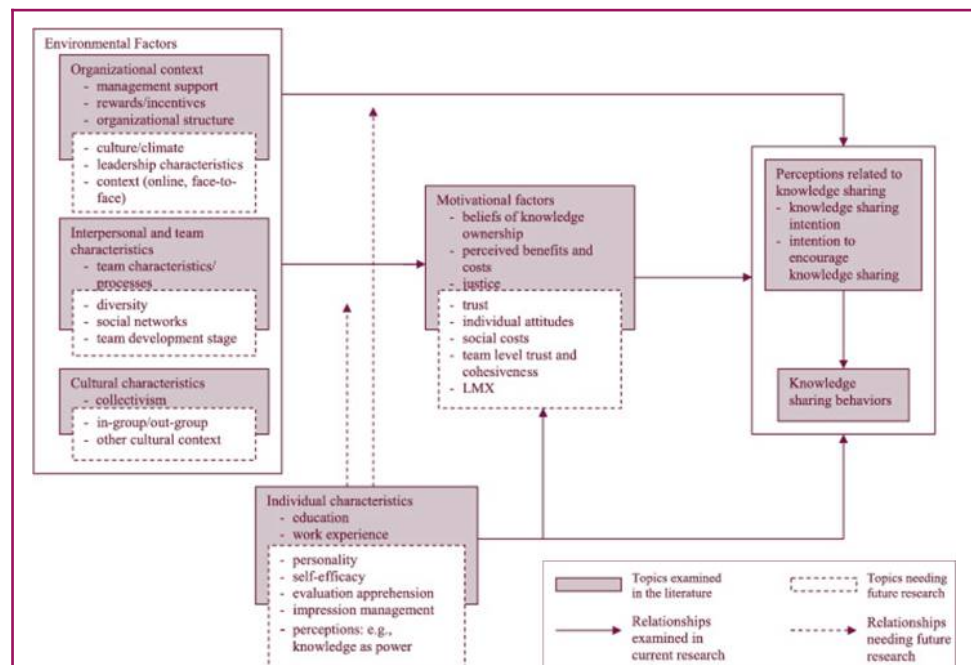 Environmental Factors
Organizational context
- management support
- rewards/incentives
- organizational structure
- culture/climate
- leadership characteristics
- context (online, face-to-
face)
Interpersonal and team
characteristics
- team characteristics/
processes
- diversity
- social networks
- team development stage
Cultural characteristics
- collectivism
- in-group/out-group
- other cultural context
Motivational factors
- beliefs of knowledge
ownership
- perceived benefits and
costs
- justice
- trust
- individual attitudes
- social costs
- team level trust and
cohesiveness
- LMX
Individual characteristics
- education
- work experience
- personality
- self-efficacy
- evaluation apprehension
- impression management
- perceptions: e.g.,
knowledge as power
Perceptions related to
knowledge sharing
- knowledge sharing
intention
- intention to
encourage
knowledge sharing
Knowledge
sharing behaviors
Topics examined
in the literature
Topics needing
future research
Relationships
examined in
current research
Relationships
needing future
research